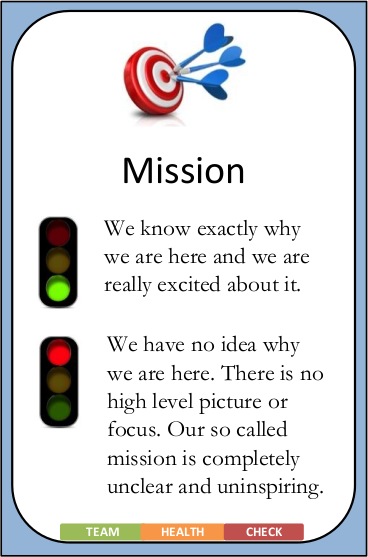 Mission
We know exactly why
we are here and we are
really excited about it.
We have no idea why
we are here. There is no
high level picture or
focus. Our so called
mission is completely
unclear and uninspiring.
TEAM HEALTH CHECK